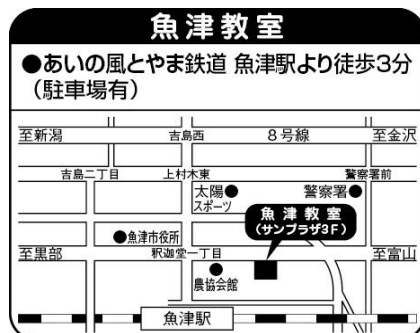 魚津教室
●あいの風とやま鉄道 魚津駅より徒歩3分
（駐車場有）
至新潟 吉島西 8号線 至金沢
吉島二丁目 上村木東 警察署前
太陽
スポーツ
警察署
魚津教室
（サンプラザ3F）
魚津市役所
至黒部 釈迦堂一丁目 至富山
農協会館
魚津駅